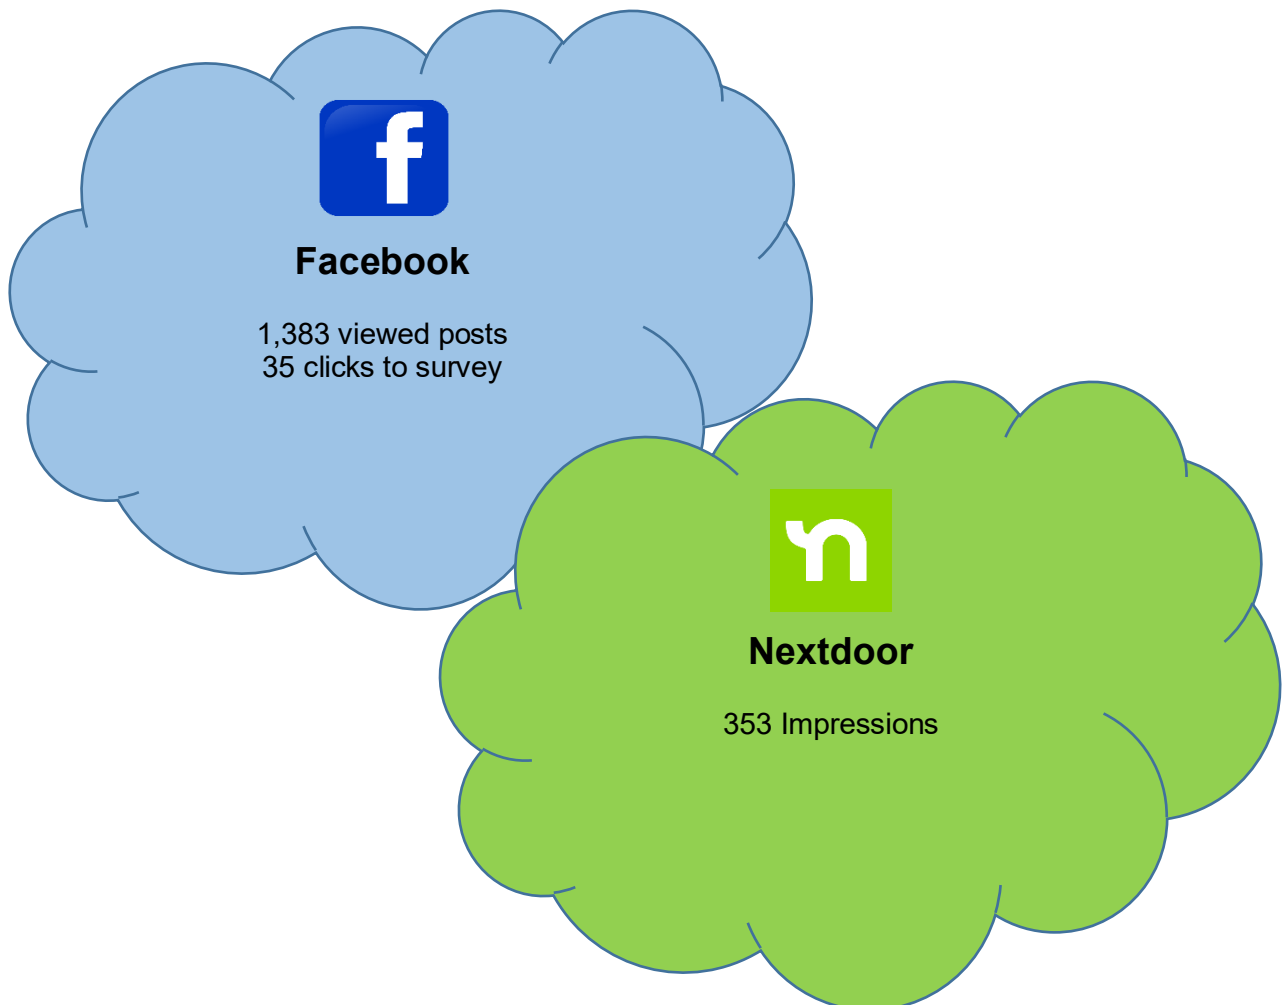 f
Facebook
1,383 viewed posts
35 clicks to survey
n
Nextdoor
353 Impressions